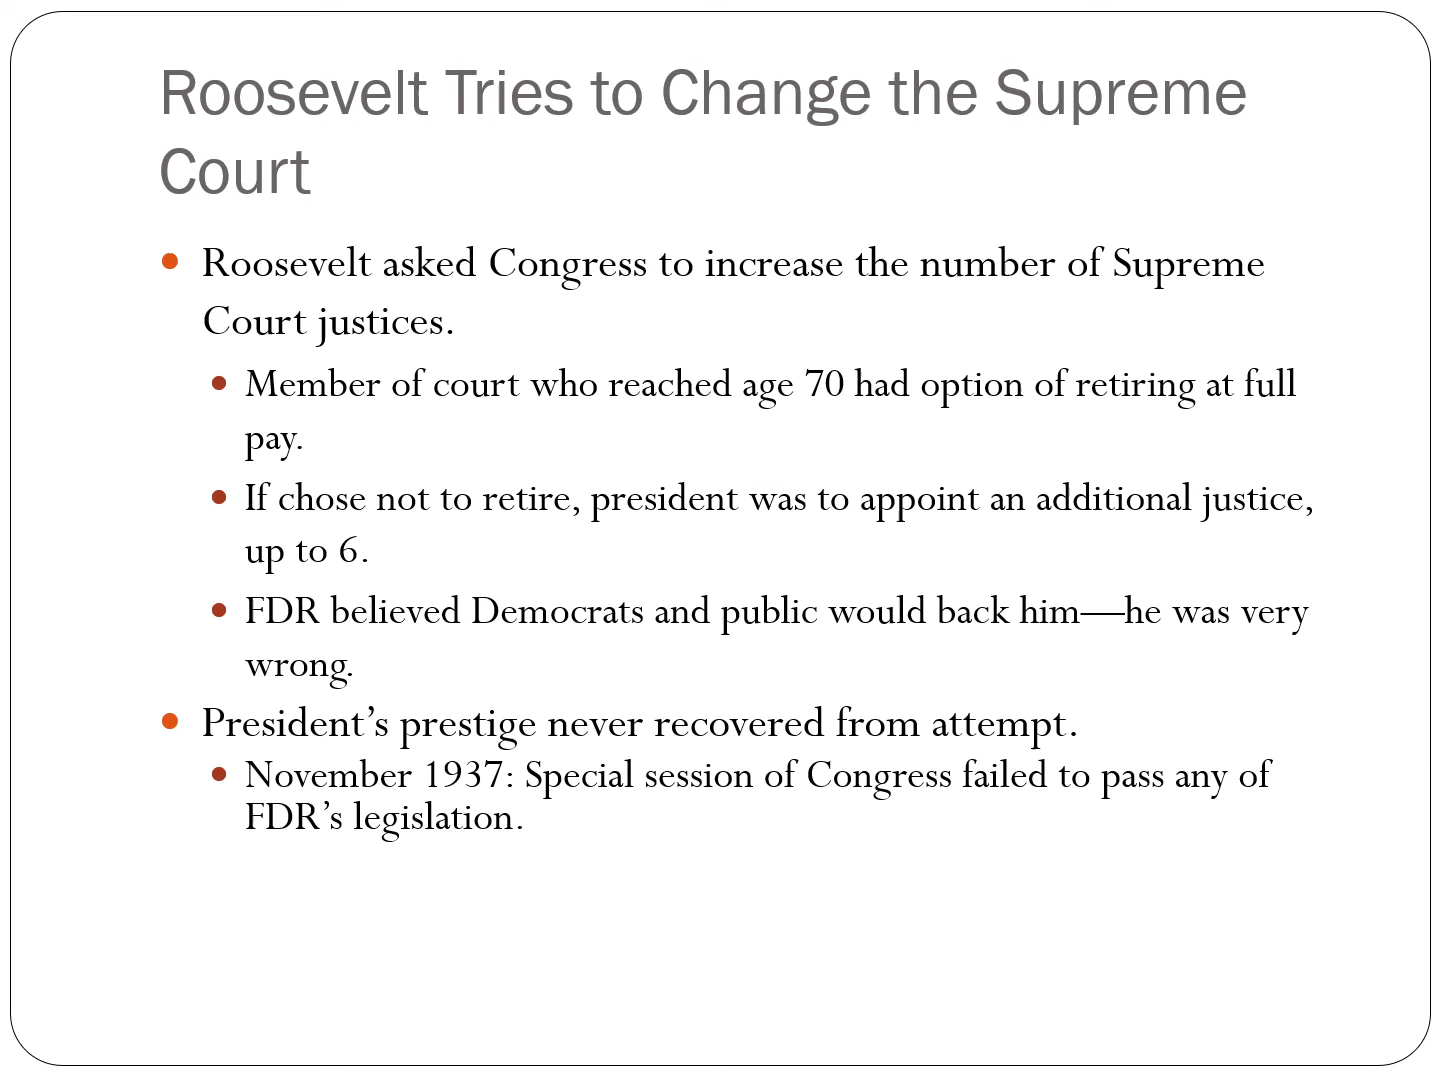 Roosevelt Tries to Change the Supreme
Court
• Roosevelt asked Congress to increase the number of Supreme
Court justices.
• Member of court who reached age 70 had option of retiring at full
pay.
• If chose not to retire, president was to appoint an additional justice,
up to 6.
• FDR believed Democrats and public would back him—he was very
wrong.
• President’s prestige never recovered from attempt.
• November 1937: Special session of Congress failed to pass any of
FDR’s legislation.